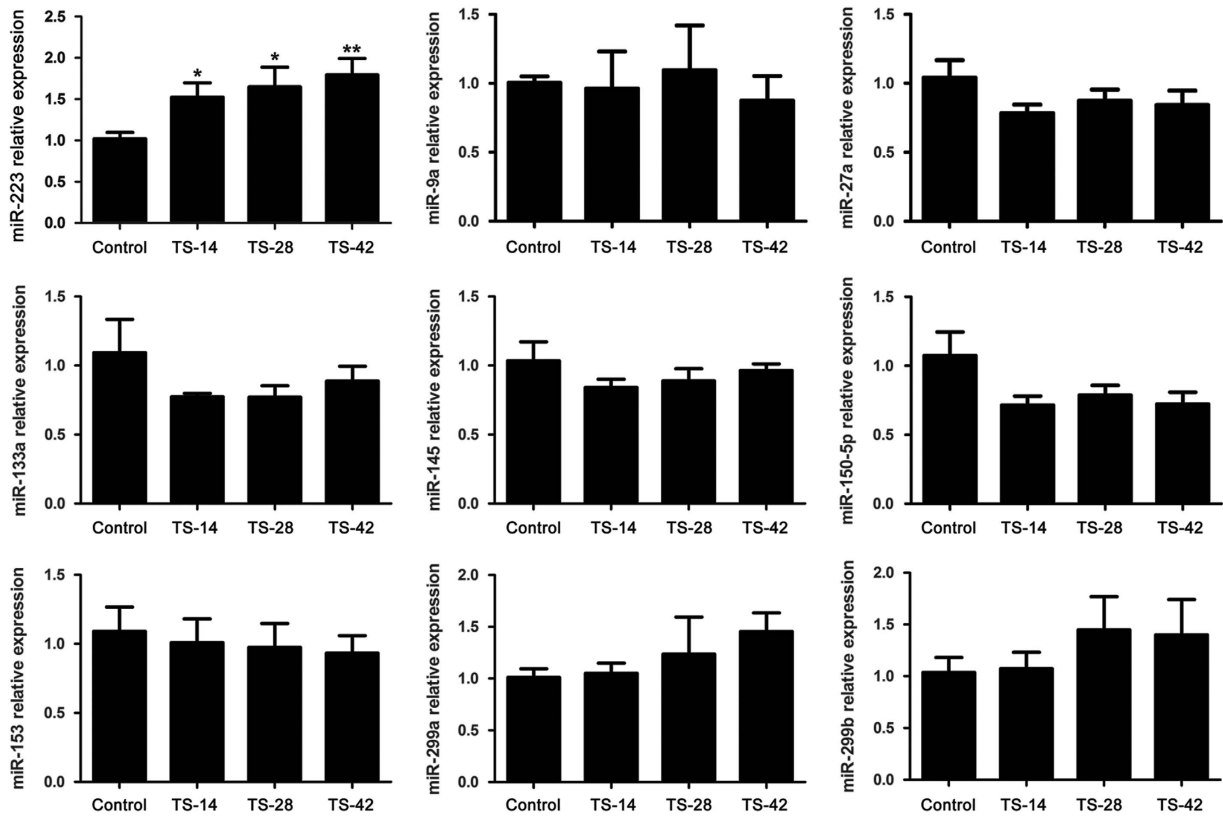 miR-223 relative expression
2.5
2.0
1.5
1.0
0.5
0.0
*
*
**
Control TS-14 TS-28 TS-42
miR-9a relative expression
1.5
1.0
0.5
0.0
Control TS-14 TS-28 TS-42
miR-27a relative expression
1.5
1.0
0.5
0.0
Control TS-14 TS-28 TS-42
miR-133a relative expression
1.5
1.0
0.5
0.0
Control TS-14 TS-28 TS-42
miR-145 relative expression
1.5
1.0
0.5
0.0
Control TS-14 TS-28 TS-42
miR-150-5p relative expression
1.5
1.0
0.5
0.0
Control TS-14 TS-28 TS-42
miR-153 relative expression
1.5
1.0
0.5
0.0
Control TS-14 TS-28 TS-42
miR-299a relative expression
2.0
1.5
1.0
0.5
0.0
Control TS-14 TS-28 TS-42
miR-299b relative expression
2.0
1.5
1.0
0.5
0.0
Control TS-14 TS-28 TS-42